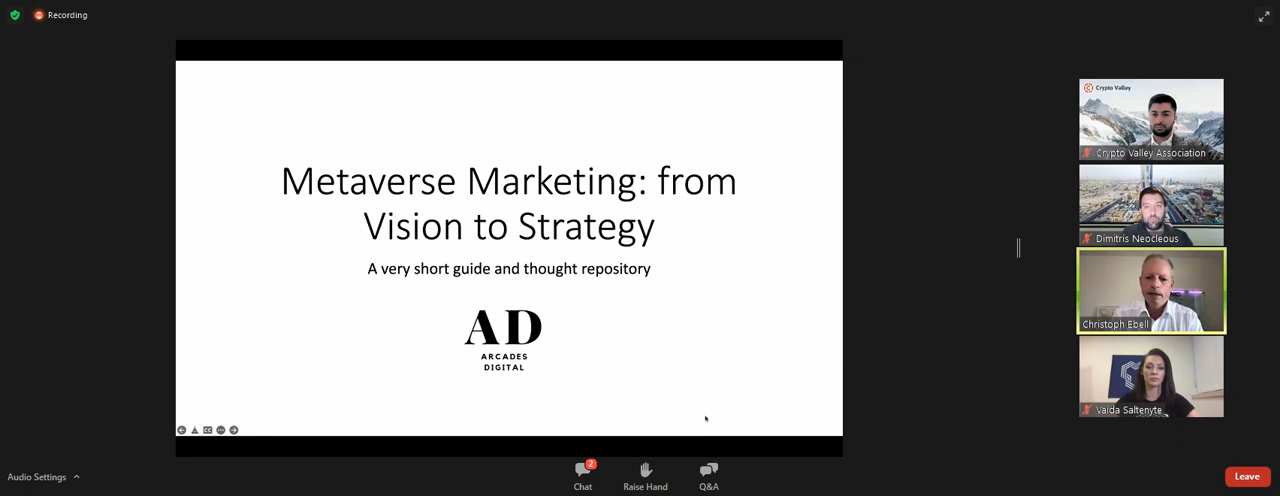 Recording
Metaverse Marketing: from
Vision to Strategy
A very short guide and thought repository
AD
ARCADES
DIGITAL
CC
Crypto Valley
Crypto Valley Association
Dimitris Neocleous
Christoph Ebell
Vaida Saltenyte
Audio Settings
2
Chat
Raise Hand
Q&A
Leave